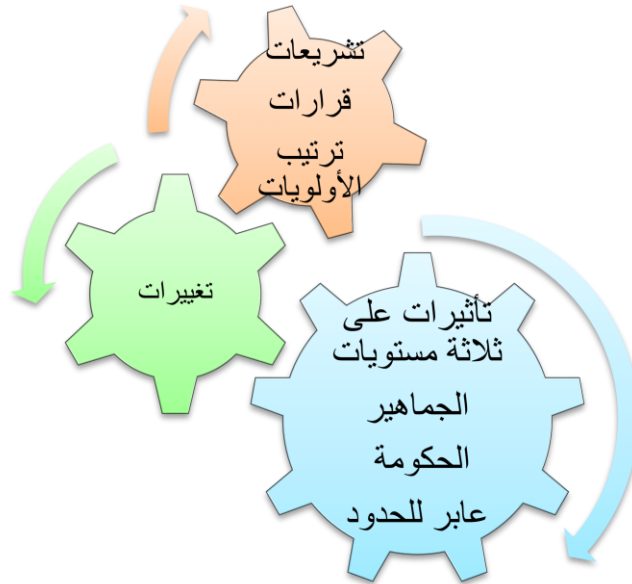 تشريعات
قرارات
ترتيب
الأولويات
تغييرات
تأثيرات على
ثلاثة مستويات
الجماهير
الحكومة
عابر للحدود